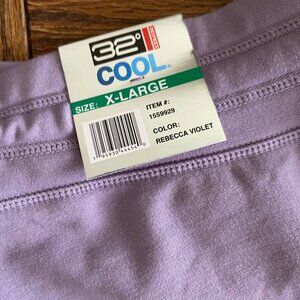 32°
COOL
SIZE: X-LARGE
ITEM #:
1559929
COLOR:
REBECCA VIOLET